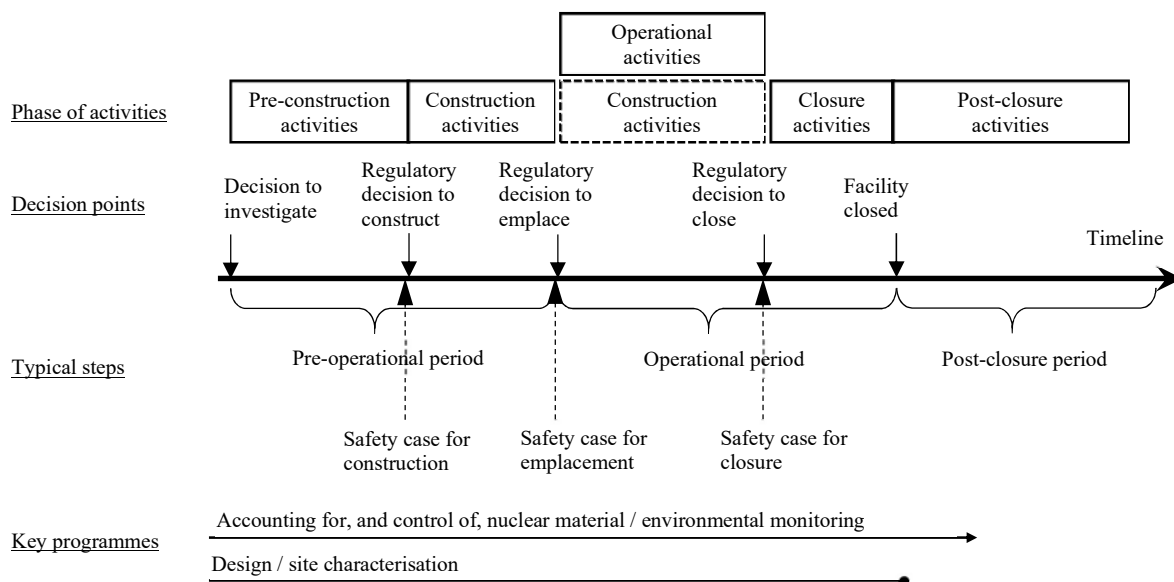 Operational
activities
Phase of activities
Pre-construction
activities
Construction
activities
Construction
activities
Closure
activities
Post-closure
activities
Decision points
Decision to
investigate
Regulatory
decision to
construct
Regulatory
decision to
emplace
Regulatory
decision to
close
Facility
closed
Timeline
Typical steps
Pre-operational period
Operational period
Post-closure period
Safety case for
construction
Safety case for
emplacement
Safety case for
closure
Key programmes
Accounting for, and control of, nuclear material / environmental monitoring
Design / site characterisation